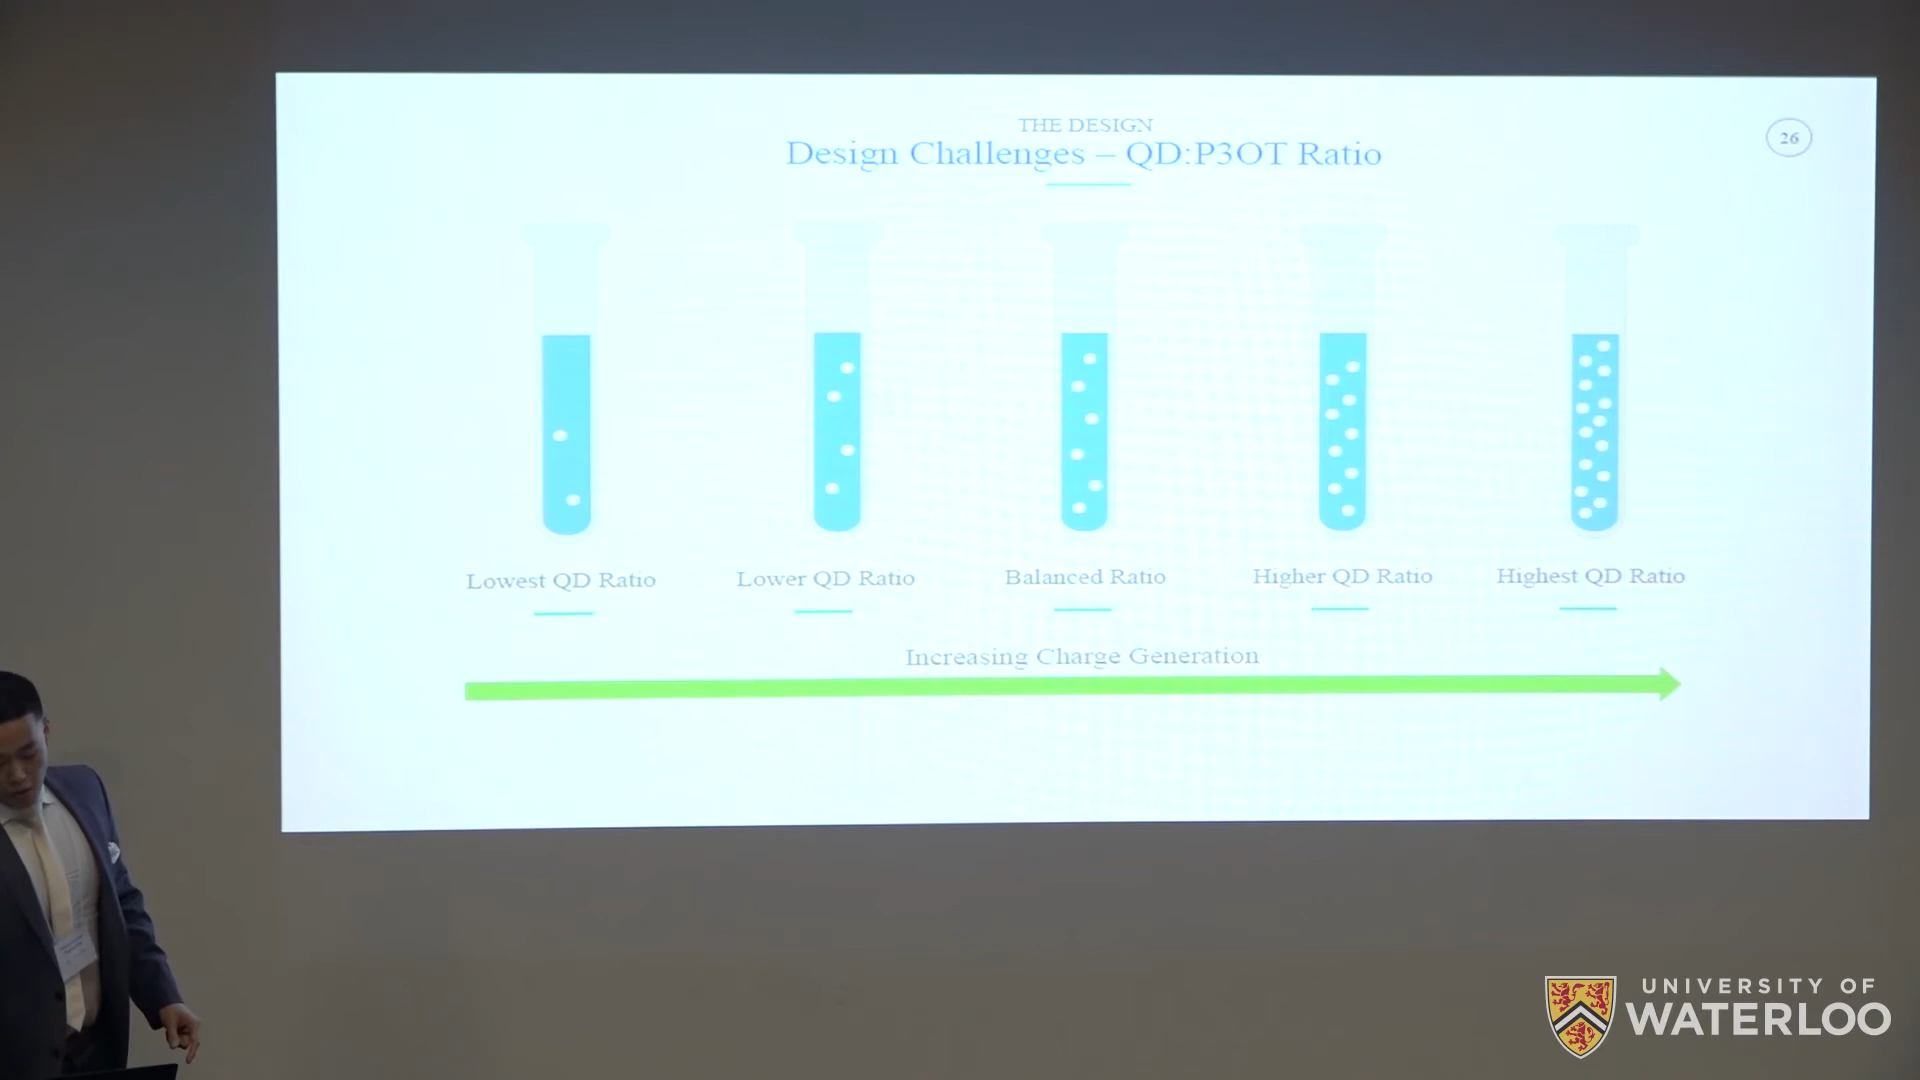 THE DESIGN
Design Challenges – QD:P3OT Ratio
26
Lowest QD Ratio
Lower QD Ratio
Balanced Ratio
Higher QD Ratio
Highest QD Ratio
Increasing Charge Generation
UNIVERSITY OF
WATERLOO